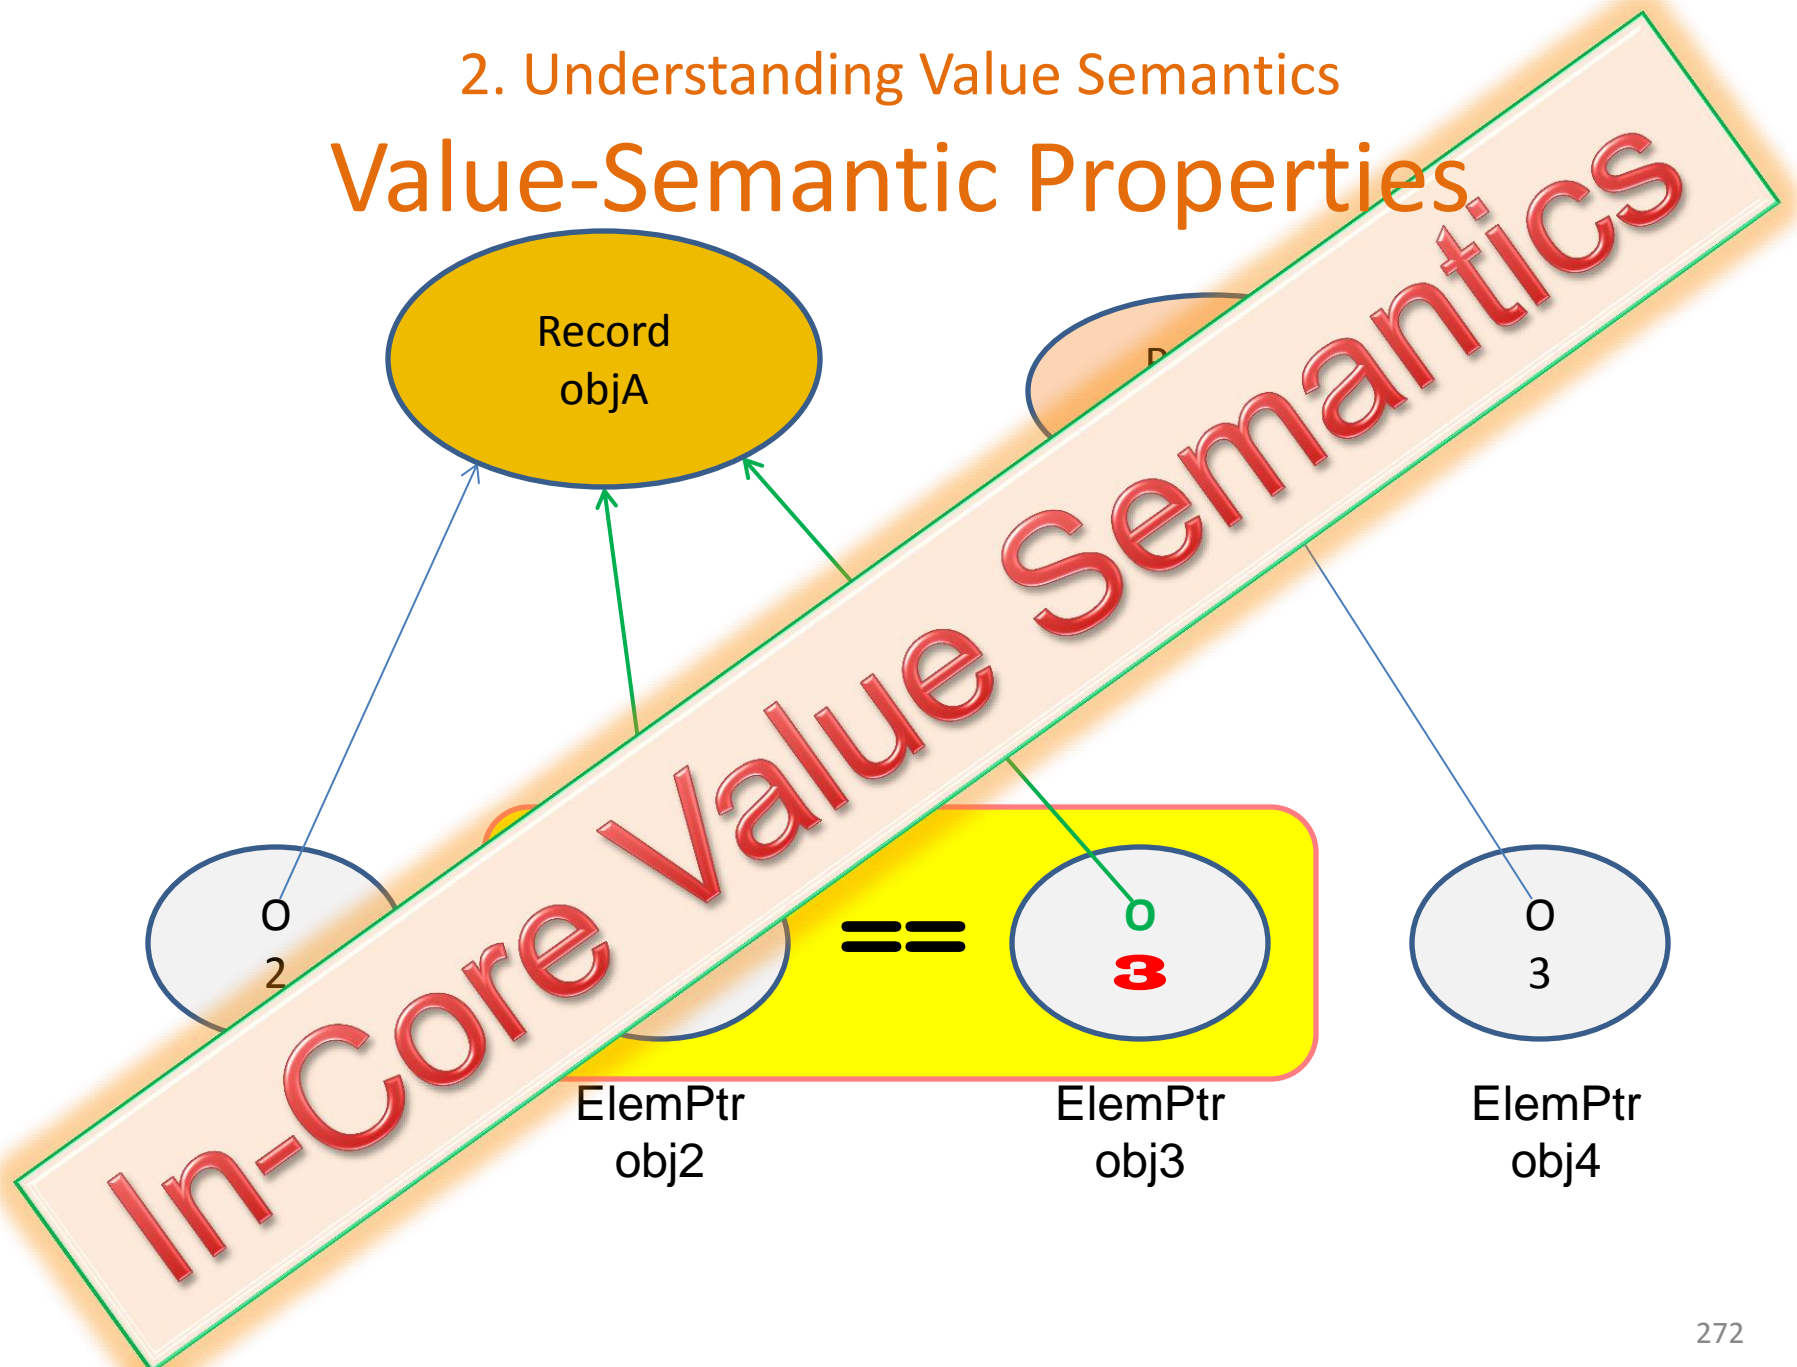 2. Understanding Value Semantics
Value-Semantic Properties
In-Core Value Semantics
Record
objA
O
2
==
O
3
O
3
ElemPtr
obj2
ElemPtr
obj3
ElemPtr
obj4
272